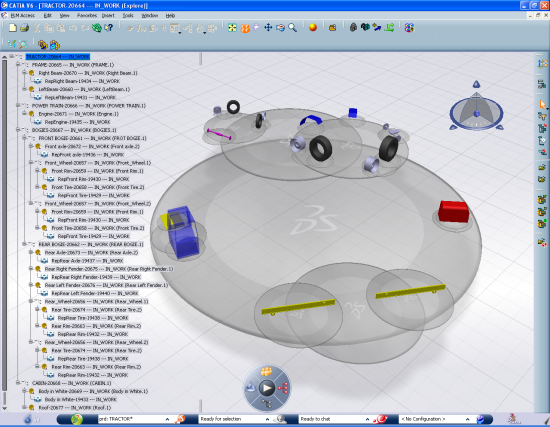 CATIA V6 - [TRACTOR-20664 --- IN_WORK (Explore)]
PLM Access Edit View Favorites Insert Tools Window Help
TRACTOR-20664 --- IN_WORK
FRAME-20665 --- IN_WORK (FRAME.1)
Right Beam-20670 --- IN_WORK (Right Beam.1)
RepRight Beam-19434 --- IN_WORK
LeftBeam-20660 --- IN_WORK (LeftBeam.1)
RepLeftBeam-19431 --- IN_WORK
POWER TRAIN-20666 --- IN_WORK (POWER TRAIN.1)
Engine-20671 --- IN_WORK (Engine.1)
RepEngine-19435 --- IN_WORK
BOGIES-20667 --- IN_WORK (BOGIES.1)
FRONT BOGIE-20661 --- IN_WORK (FROT BOGIE.1)
Front axle-20672 --- IN_WORK (Front axle.2)
RepFront axle-19436 --- IN_WORK
Front_Wheel-20657 --- IN_WORK (Front_Wheel.1)
Front Rim-20659 --- IN_WORK (Front Rim.1)
RepFront Rim-19430 --- IN_WORK
Front Tire-20658 --- IN_WORK (Front Tire.2)
RepFront Tire-19429 --- IN_WORK
Front_Wheel-20657 --- IN_WORK (Front_Wheel.2)
Front Rim-20659 --- IN_WORK (Front Rim.1)
RepFront Rim-19430 --- IN_WORK
Front Tire-20658 --- IN_WORK (Front Tire.2)
RepFront Tire-19429 --- IN_WORK
REAR BOGIE-20662 --- IN_WORK (REAR BOGIE.1)
Rear Axle-20673 --- IN_WORK (Rear Axle.2)
RepRear Axle-19437 --- IN_WORK
Rear Right Fender-20675 --- IN_WORK (Rear Right Fender.1)
RepRear Right Fender-19439 --- IN_WORK
Rear Left Fender-20676 --- IN_WORK (Rear Left Fender.1)
RepRear Left Fender-19440 --- IN_WORK
Rear_Wheel-20656 --- IN_WORK (Rear_Wheel.1)
Rear Tire-20674 --- IN_WORK (Rear Tire.2)
RepRear Tire-19438 --- IN_WORK
Rear Rim-20663 --- IN_WORK (Rear Rim.2)
RepRear Rim-19432 --- IN_WORK
Rear_Wheel-20656 --- IN_WORK (Rear_Wheel.2)
Rear Tire-20674 --- IN_WORK (Rear Tire.2)
RepRear Tire-19438 --- IN_WORK
Rear Rim-20663 --- IN_WORK (Rear Rim.2)
RepRear Rim-19432 --- IN_WORK
CABIN-20668 --- IN_WORK (CABIN.1)
Body in White-20669 --- IN_WORK (Body in White.1)
RepBody in White-19433 --- IN_WORK
Roof-20677 --- IN_WORK (Roof.1)
prd: TRACTOR* Ready for selection Ready to chat < No Configuration >